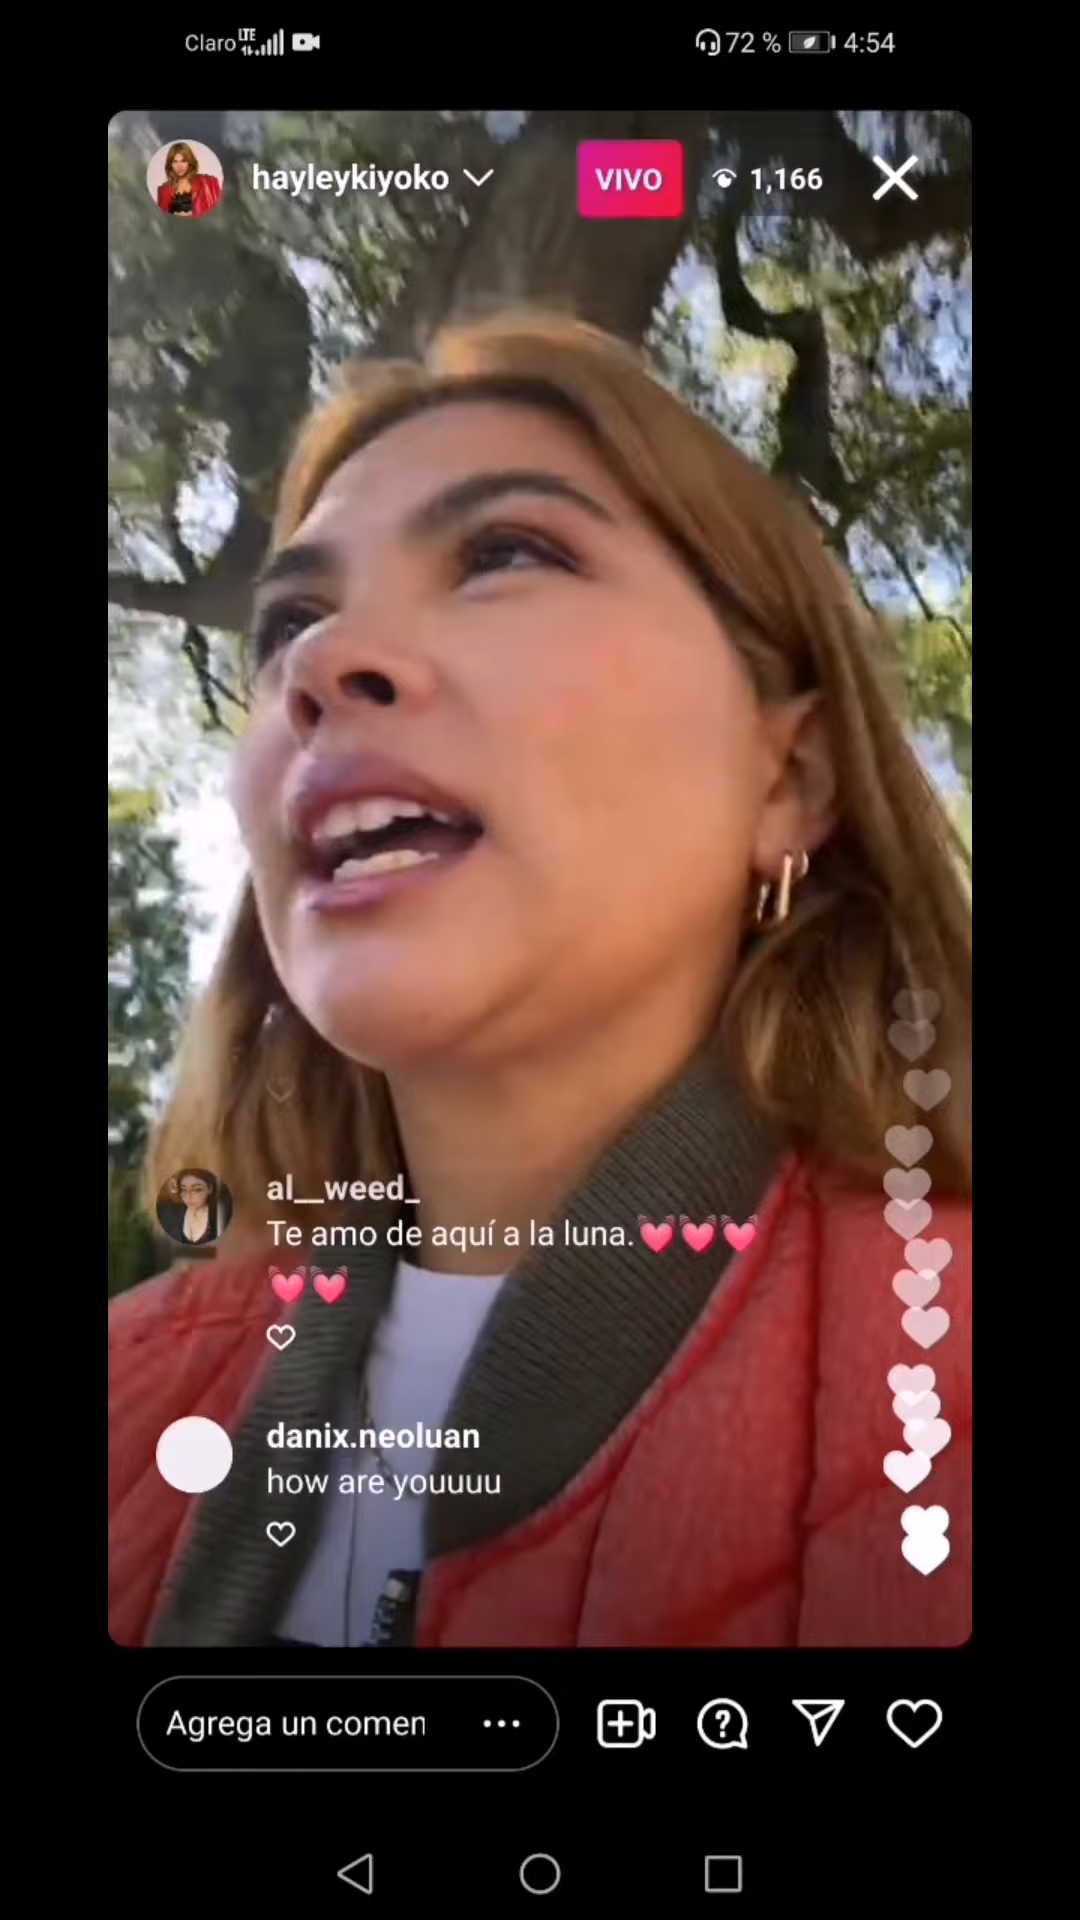 Claro LTE 72 % 4:54
hayleykiyoko VIVO 1,166
al__weed_
Te amo de aquí a la luna.💓💓💓
💓💓
danix.neoluan
how are youuuu
Agrega un comen